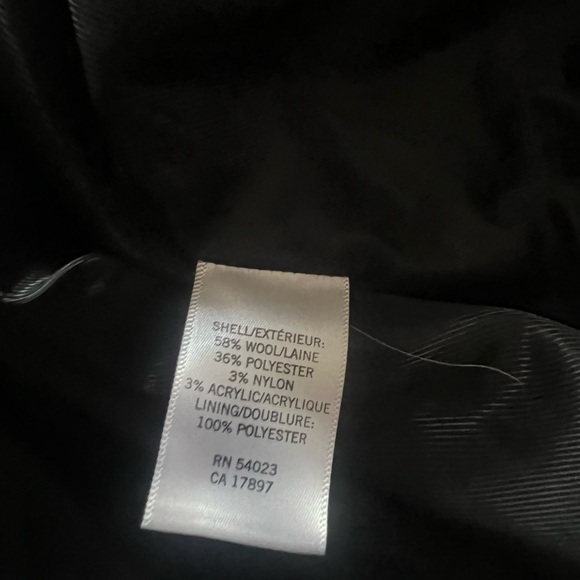 SHELL/EXTÉRIEUR:
58% WOOL/LAINE
36% POLYESTER
3% NYLON
3% ACRYLIC/ACRYLIQUE
LINING/DOUBLURE:
100% POLYESTER
RN 54023
CA 17897